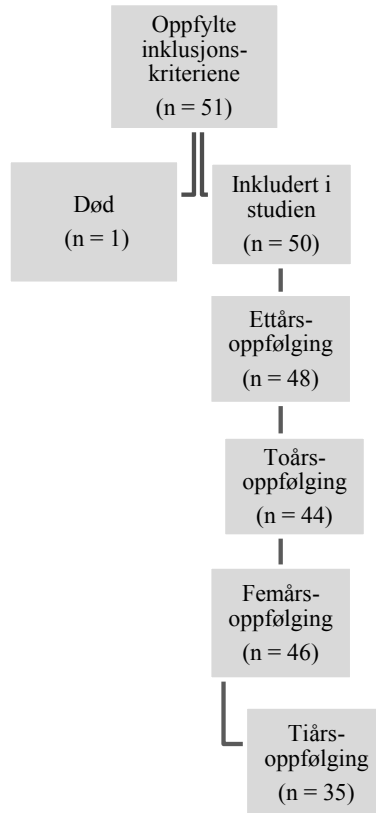 Oppfylte
inklusjons-
kriteriene
(n = 51)
Død
(n = 1)
Inkludert i
studien
(n = 50)
Ettårs-
oppfølging
(n = 48)
Toårs-
oppfølging
(n = 44)
Femårs-
oppfølging
(n = 46)
Tiårs-
oppfølging
(n = 35)